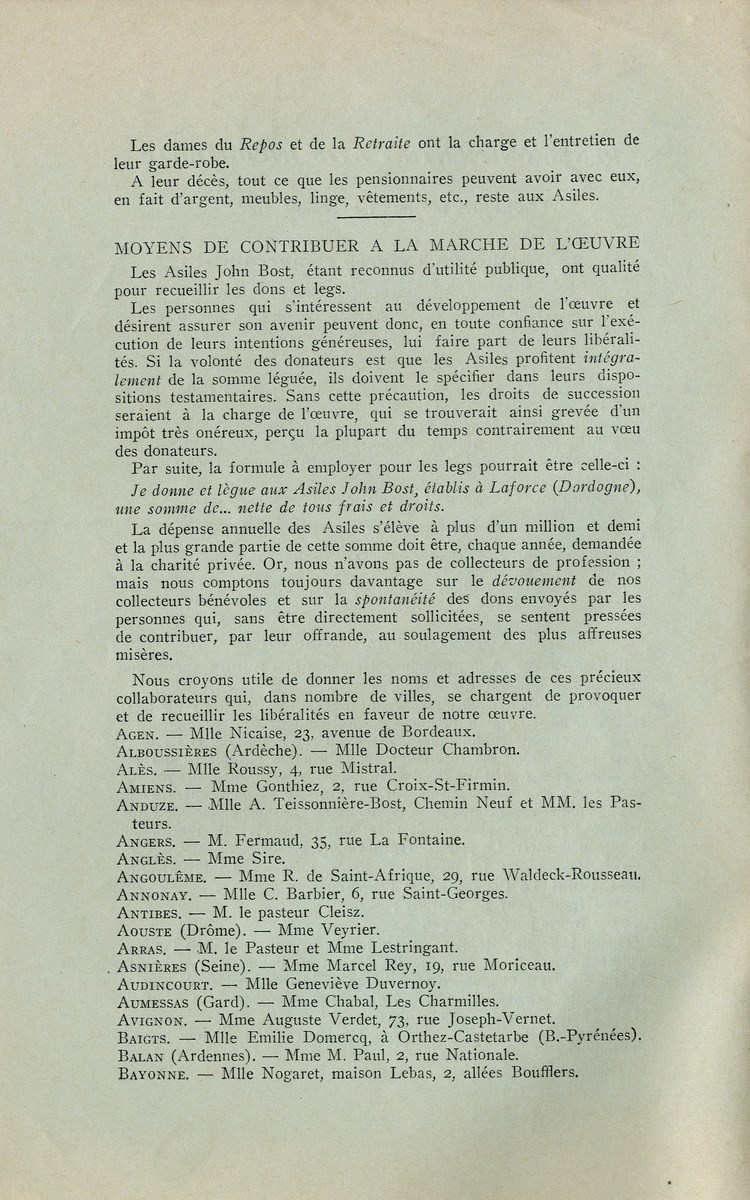 Les dames du Repos et de la Retraite ont la charge et l'entretien de
leur garde-robe.
A leur décès, tout ce que les pensionnaires peuvent avoir avec eux,
en fait d'argent, meubles, linge, vêtements, etc., reste aux Asiles.
MOYENS DE CONTRIBUER A LA MARCHE DE L'ŒUVRE
Les Asiles John Bost, étant reconnus d'utilité publique, ont qualité
pour recueillir les dons et legs.
Les personnes qui s'intéressent au développement de l'œuvre et
désirent assurer son avenir peuvent donc, en toute confiance sur l'exé-
cution de leurs intentions généreuses, lui faire part de leurs libérali-
tés. Si la volonté des donateurs est que les Asiles profitent intégra-
lement de la somme léguée, ils doivent le spécifier dans leurs dispo-
sitions testamentaires. Sans cette précaution, les droits de succession
seraient à la charge de l'œuvre, qui se trouverait ainsi grevée d'un
impôt très onéreux, perçu la plupart du temps contrairement au vœu
des donateurs.
Par suite, la formule à employer pour les legs pourrait être celle-ci :
Je donne et lègue aux Asiles John Bost, établis à Laforce (Dordogne),
une somme de... nette de tous frais et droits.
La dépense annuelle des Asiles s'élève à plus d'un million et demi
et la plus grande partie de cette somme doit être, chaque année, demandée
à la charité privée. Or, nous n'avons pas de collecteurs de profession ;
mais nous comptons toujours davantage sur le dévouement de nos
collecteurs bénévoles et sur la spontanéité des dons envoyés par les
personnes qui, sans être directement sollicitées, se sentent pressées
de contribuer, par leur offrande, au soulagement des plus affreuses
misères.
Nous croyons utile de donner les noms et adresses de ces précieux
collaborateurs qui, dans nombre de villes, se chargent de provoquer
et de recueillir les libéralités en faveur de notre œuvre.
AGEN. — Mlle Nicaise, 23, avenue de Bordeaux.
ALBOUSSIÈRES (Ardèche). — Mlle Docteur Chambron.
ALÈS. — Mlle Roussy, 4, rue Mistral.
AMIENS. — Mme Gonthiez, 2, rue Croix-St-Firmin.
ANDUZE. — Mlle A. Teissonnière-Bost, Chemin Neuf et MM. les Pas-
teurs.
ANGERS. — M. Fermaud, 35, rue La Fontaine.
ANGLÈS. — Mme Sire.
ANGOULÊME. — Mme R. de Saint-Afrique, 29, rue Waldeck-Rousseau.
ANNONAY. — Mlle C. Barbier, 6, rue Saint-Georges.
ANTIBES. — M. le pasteur Cleisz.
AOUSTE (Drôme). — Mme Veyrier.
ARRAS. — M. le Pasteur et Mme Lestringant.
ASNIÈRES (Seine). — Mme Marcel Rey, 19, rue Moriceau.
AUDINCOURT. — Mlle Geneviève Duvernoy.
AUMESSAS (Gard). — Mme Chabal, Les Charmilles.
AVIGNON. — Mme Auguste Verdet, 73, rue Joseph-Vernet.
BAIGTS. — Mlle Emilie Domercq, à Orthez-Castetarbe (B.-Pyrénées).
BALAN (Ardennes). — Mme M. Paul, 2, rue Nationale.
BAYONNE. — Mlle Nogaret, maison Lebas, 2, allées Boufflers.